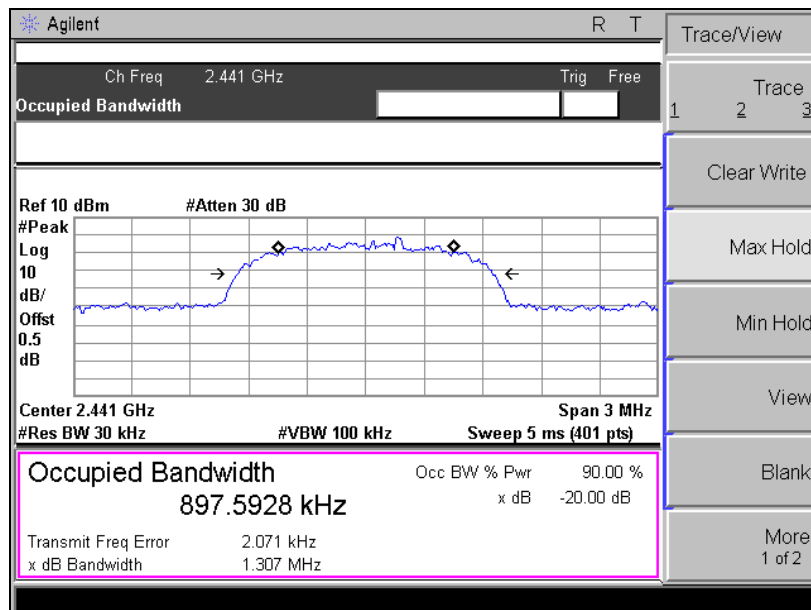 Agilent R T
Trace/View
Ch Freq 2.441 GHz Trig Free
Occupied Bandwidth
Trace
1 2 3
Clear Write
Ref 10 dBm #Atten 30 dB
#Peak
Log
10
dB/
Offst
0.5
dB
Max Hold
Min Hold
View
Center 2.441 GHz Span 3 MHz
#Res BW 30 kHz #VBW 100 kHz Sweep 5 ms (401 pts)
Occupied Bandwidth Occ BW % Pwr 90.00 %
897.5928 kHz x dB -20.00 dB
Transmit Freq Error 2.071 kHz
x dB Bandwidth 1.307 MHz
Blank
More
1 of 2